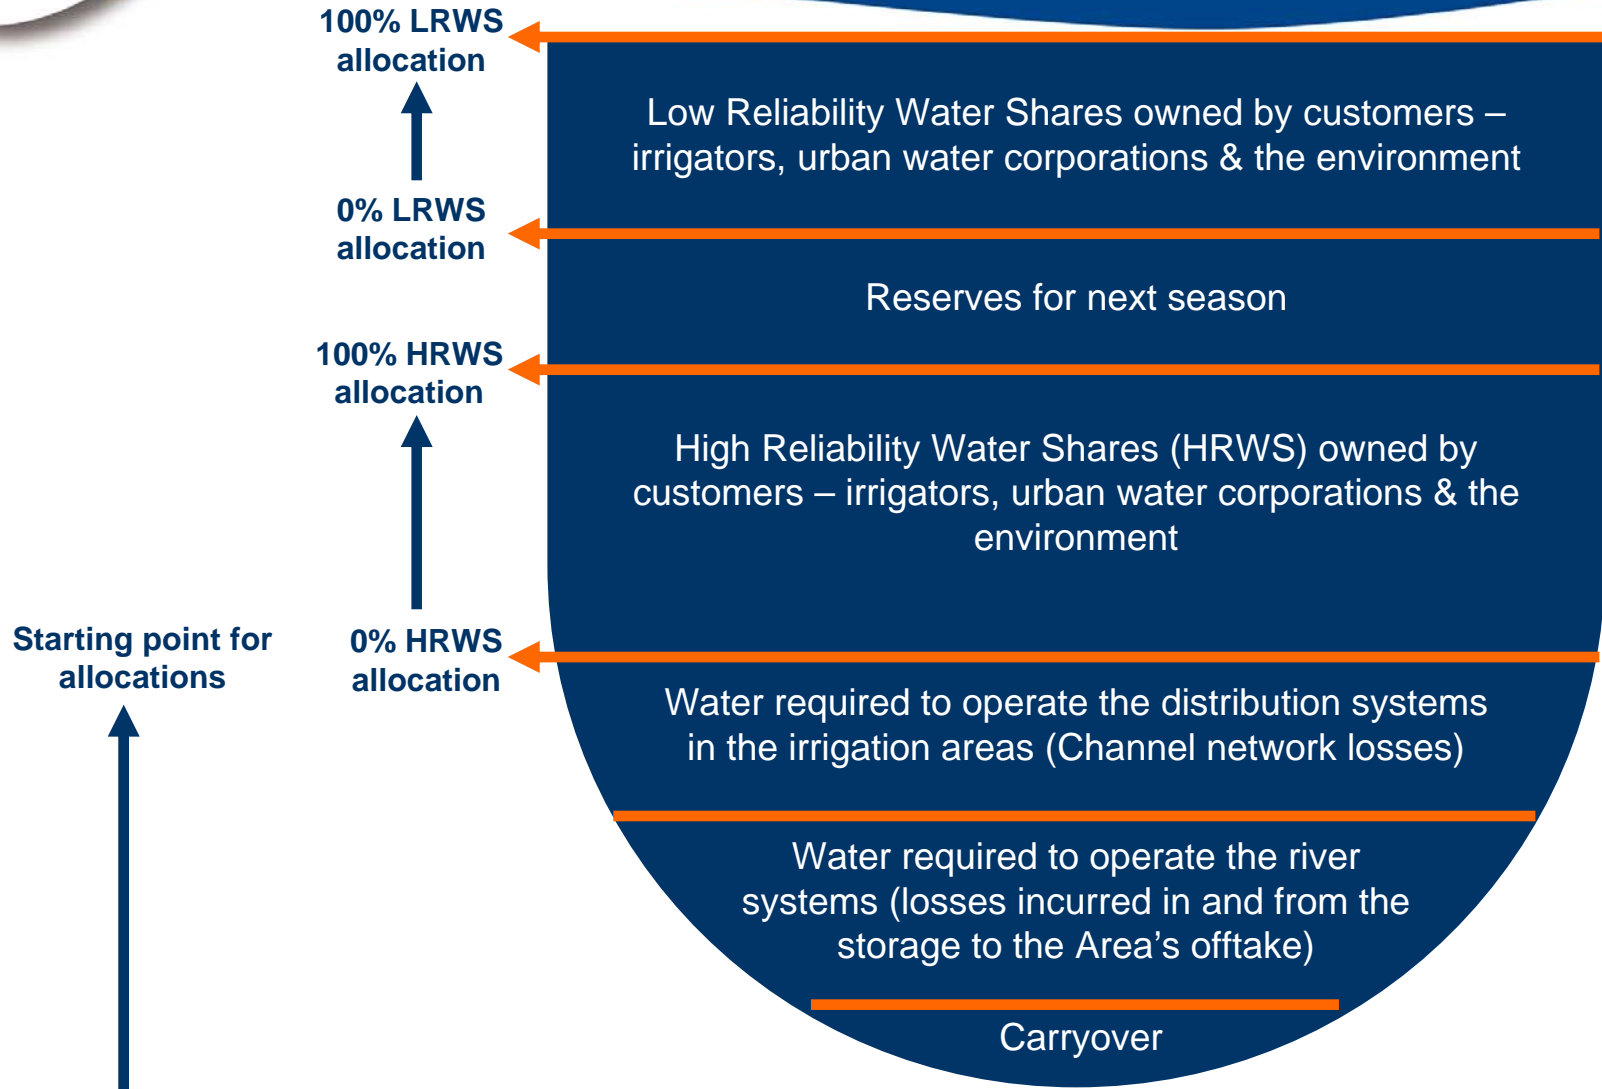 100% LRWS
allocation
Low Reliability Water Shares owned by customers –
irrigators, urban water corporations & the environment
0% LRWS
allocation
Reserves for next season
100% HRWS
allocation
High Reliability Water Shares (HRWS) owned by
customers – irrigators, urban water corporations & the
environment
Starting point for
allocations
0% HRWS
allocation
Water required to operate the distribution systems
in the irrigation areas (Channel network losses)
Water required to operate the river
systems (losses incurred in and from the
storage to the Area’s offtake)
Carryover